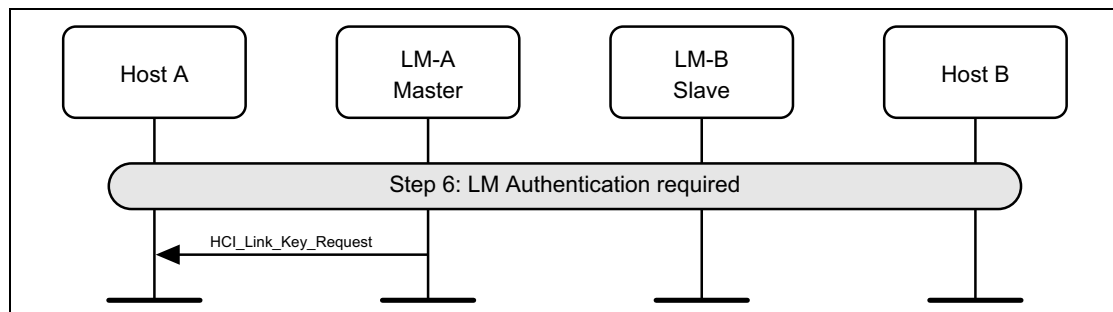 Host A
LM-A
Master
LM-B
Slave
Host B
Step 6: LM Authentication required
HCI_Link_Key_Request